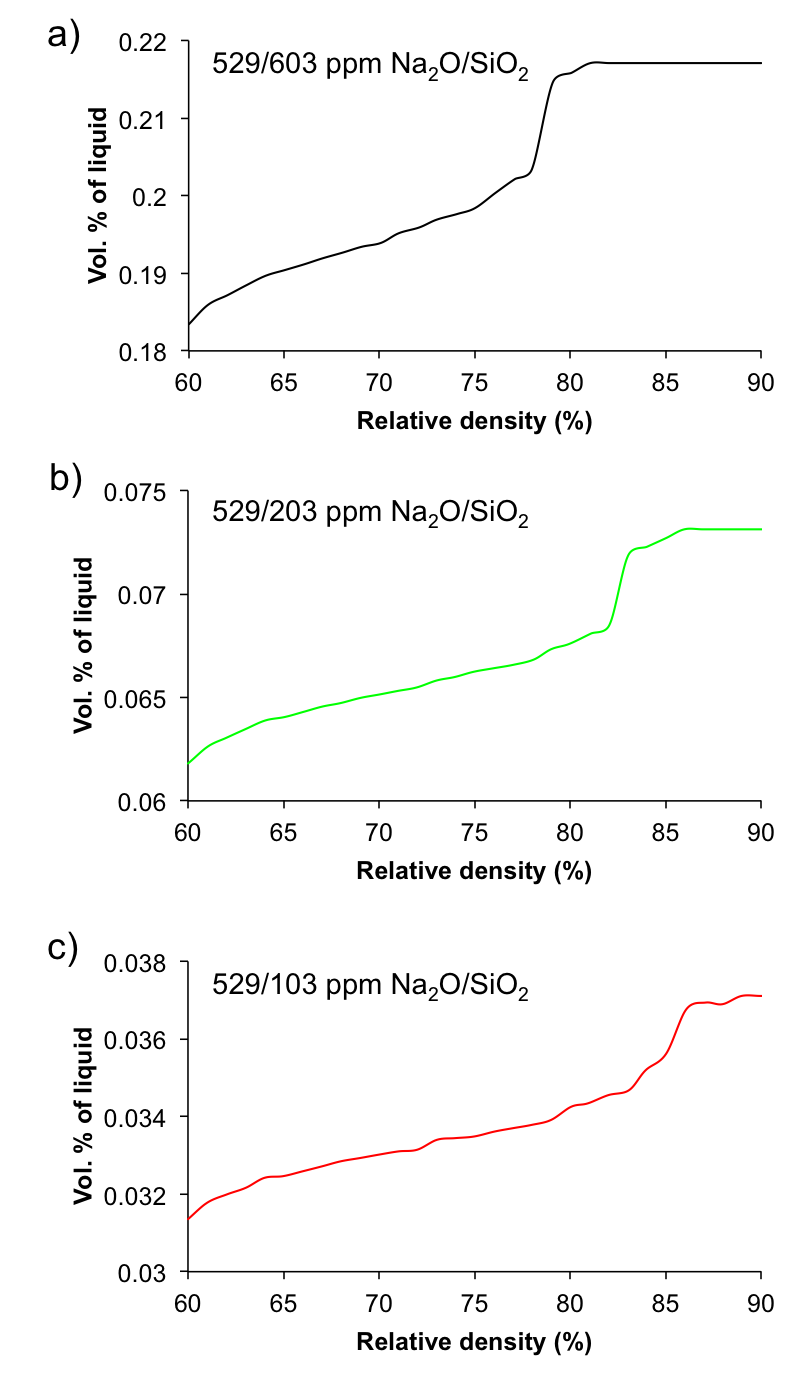 a)
529/603 ppm Na₂O/SiO₂
Vol. % of liquid
0.22
0.21
0.2
0.19
0.18
60 65 70 75 80 85 90
Relative density (%)
b)
529/203 ppm Na₂O/SiO₂
Vol. % of liquid
0.075
0.07
0.065
0.06
60 65 70 75 80 85 90
Relative density (%)
c)
529/103 ppm Na₂O/SiO₂
Vol. % of liquid
0.038
0.036
0.034
0.032
0.03
60 65 70 75 80 85 90
Relative density (%)